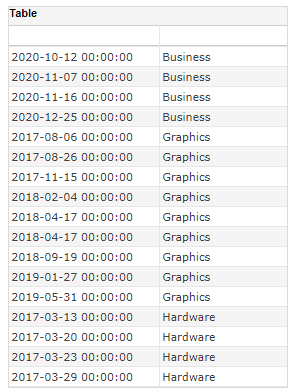 Table
2020-10-12 00:00:00 Business
2020-11-07 00:00:00 Business
2020-11-16 00:00:00 Business
2020-12-25 00:00:00 Business
2017-08-06 00:00:00 Graphics
2017-08-26 00:00:00 Graphics
2017-11-15 00:00:00 Graphics
2018-02-04 00:00:00 Graphics
2018-04-17 00:00:00 Graphics
2018-04-17 00:00:00 Graphics
2018-09-19 00:00:00 Graphics
2019-01-27 00:00:00 Graphics
2019-05-31 00:00:00 Graphics
2017-03-13 00:00:00 Hardware
2017-03-20 00:00:00 Hardware
2017-03-23 00:00:00 Hardware
2017-03-29 00:00:00 Hardware